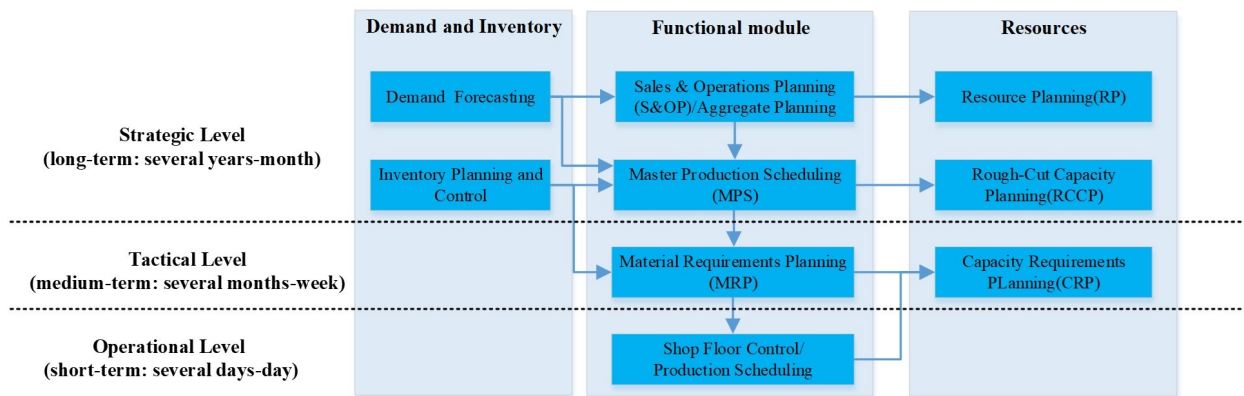 Demand and Inventory
Functional module
Resources
Strategic Level
(long-term: several years-month)
Demand Forecasting
Sales & Operations Planning
(S&OP)/Aggregate Planning
Resource Planning(RP)
Inventory Planning and
Control
Master Production Scheduling
(MPS)
Rough-Cut Capacity
Planning(RCCP)
Tactical Level
(medium-term: several months-week)
Material Requirements Planning
(MRP)
Capacity Requirements
PLanning(CRP)
Operational Level
(short-term: several days-day)
Shop Floor Control/
Production Scheduling